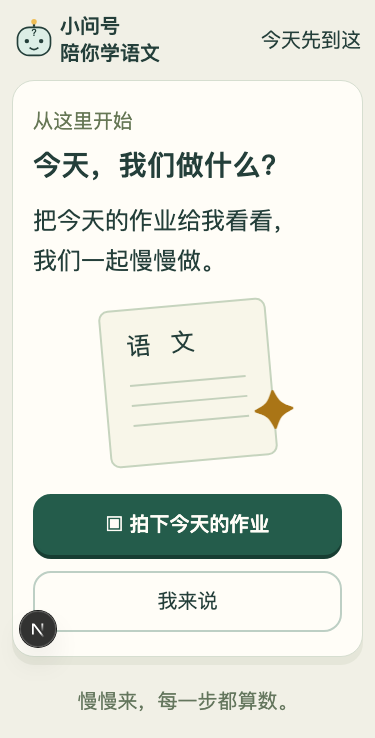 小问号
陪你学语文
今天先到这
从这里开始
今天，我们做什么？
把今天的作业给我看看，
我们一起慢慢做。
语 文
▣ 拍下今天的作业
我来说
N
慢慢来，每一步都算数。